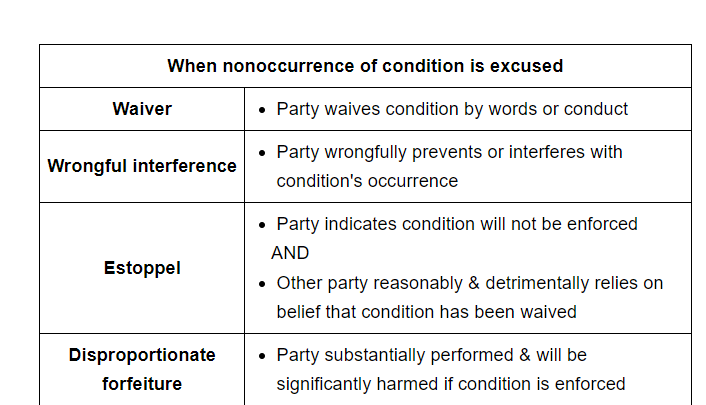 When nonoccurrence of condition is excused
Waiver
• Party waives condition by words or conduct
Wrongful interference
• Party wrongfully prevents or interferes with
condition's occurrence
Estoppel
• Party indicates condition will not be enforced
AND
• Other party reasonably & detrimentally relies on
belief that condition has been waived
Disproportionate
forfeiture
• Party substantially performed & will be
significantly harmed if condition is enforced